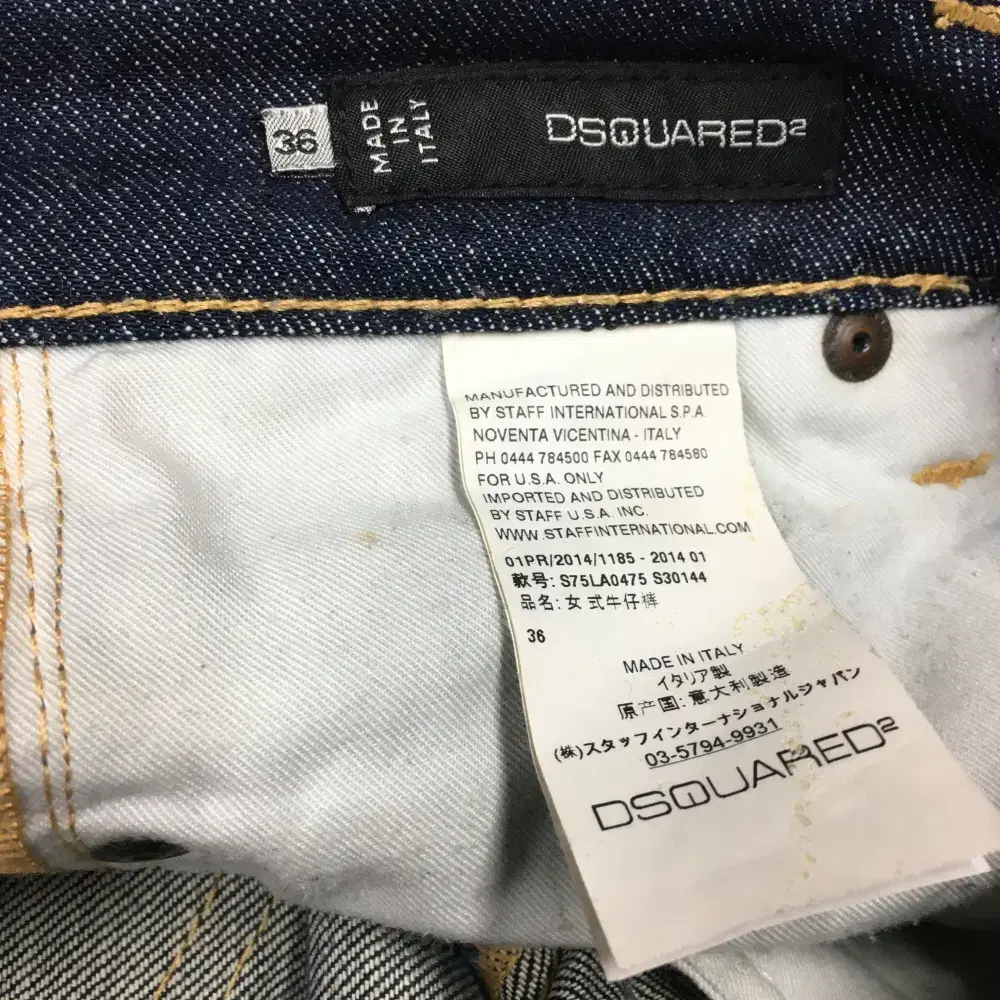 36
MADE
IN
ITALY
DSQUARED²
MANUFACTURED AND DISTRIBUTED
BY STAFF INTERNATIONAL S.P.A.
NOVENTA VICENTINA - ITALY
PH 0444 784500 FAX 0444 784580
FOR U.S.A. ONLY
IMPORTED AND DISTRIBUTED
BY STAFF U.S.A. INC.
WWW.STAFFINTERNATIONAL.COM
01PR/2014/1185 - 2014 01
款号: S75LA0475 S30144
品名: 女式牛仔裤
36
MADE IN ITALY
イタリア製
原产国: 意大利製造
(株)スタッフインターナショナルジャパン
03-5794-9931
DSQUARED²